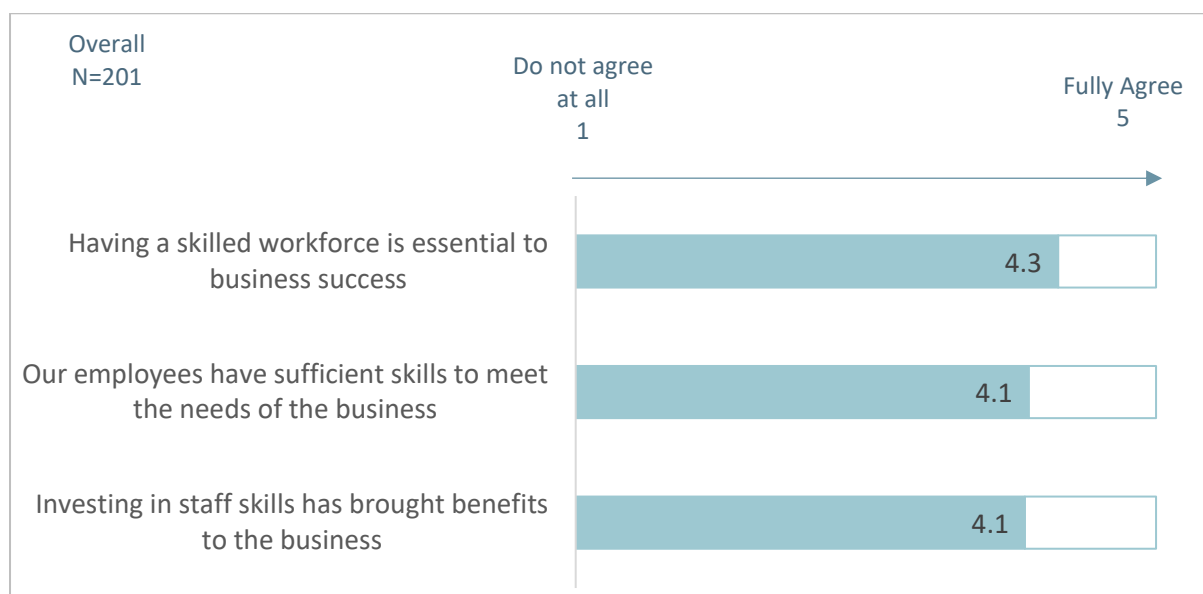 Overall
N=201
Do not agree
at all
1
Fully Agree
5
Having a skilled workforce is essential to
business success
4.3
Our employees have sufficient skills to meet
the needs of the business
4.1
Investing in staff skills has brought benefits
to the business
4.1